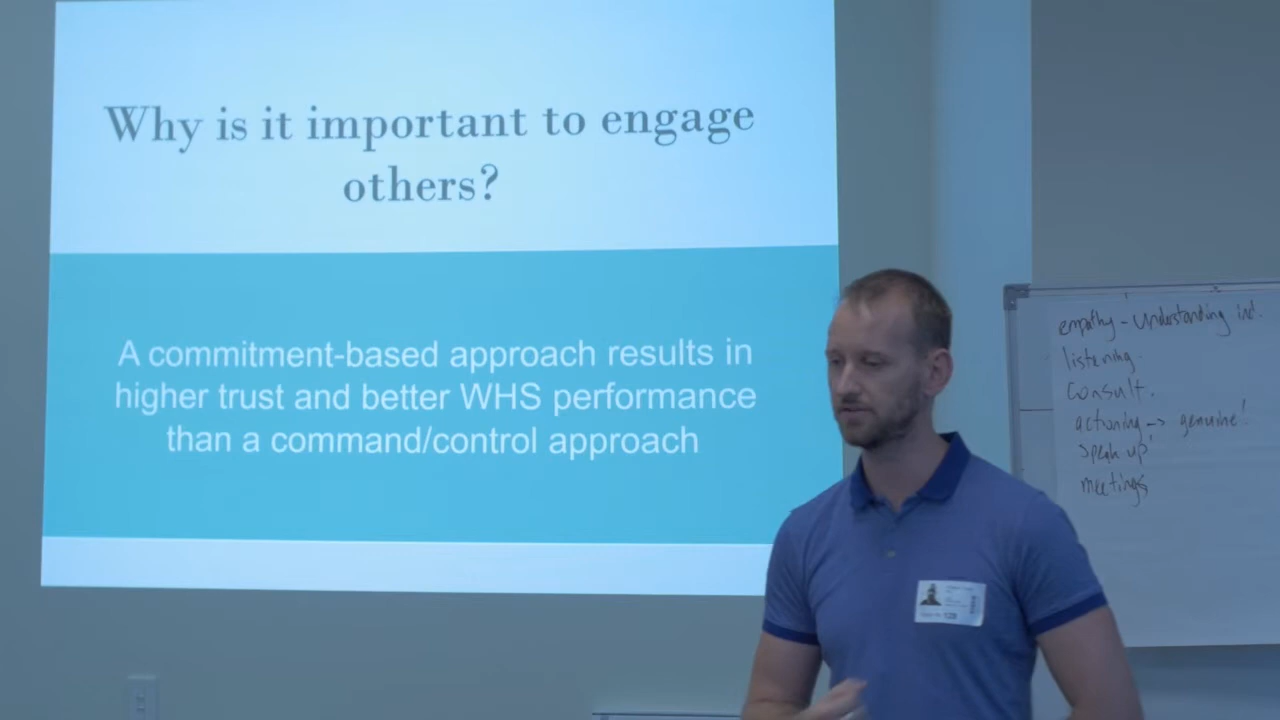 Why is it important to engage
others?
A commitment-based approach results in
higher trust and better WHS performance
than a command/control approach
empathy - Understanding ind.
listening.
Consult.
actioning -> genuine!
speak up!
meetings